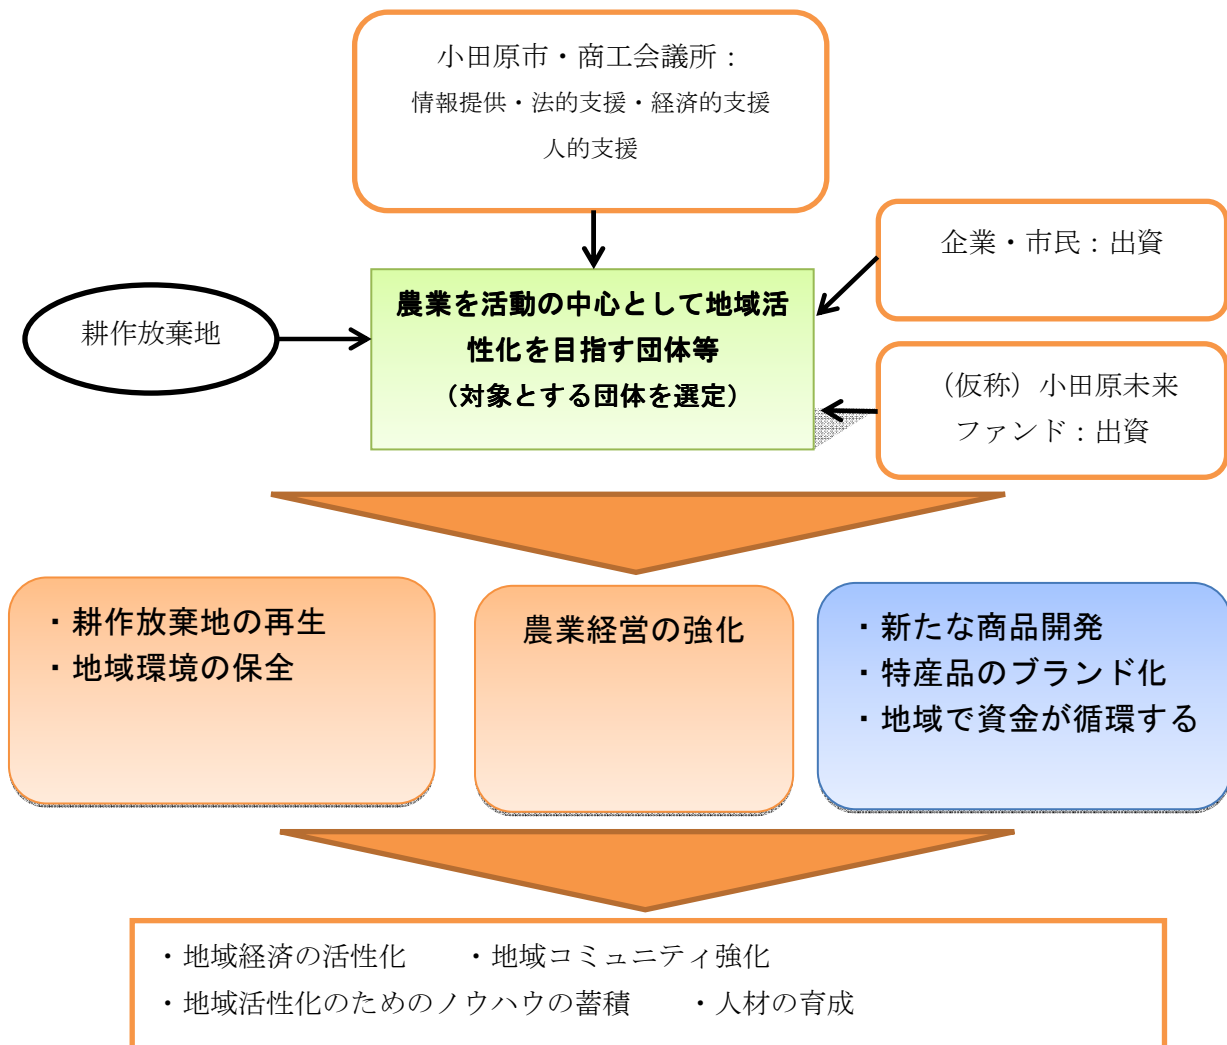 小田原市・商工会議所：
情報提供・法的支援・経済的支援
人的支援
企業・市民：出資
農業を活動の中心として地域活
性化を目指す団体等
（対象とする団体を選定）
耕作放棄地
（仮称）小田原未来
ファンド：出資
・耕作放棄地の再生
・地域環境の保全
農業経営の強化
・新たな商品開発
・特産品のブランド化
・地域で資金が循環する
・地域経済の活性化　　・地域コミュニティ強化
・地域活性化のためのノウハウの蓄積　　・人材の育成